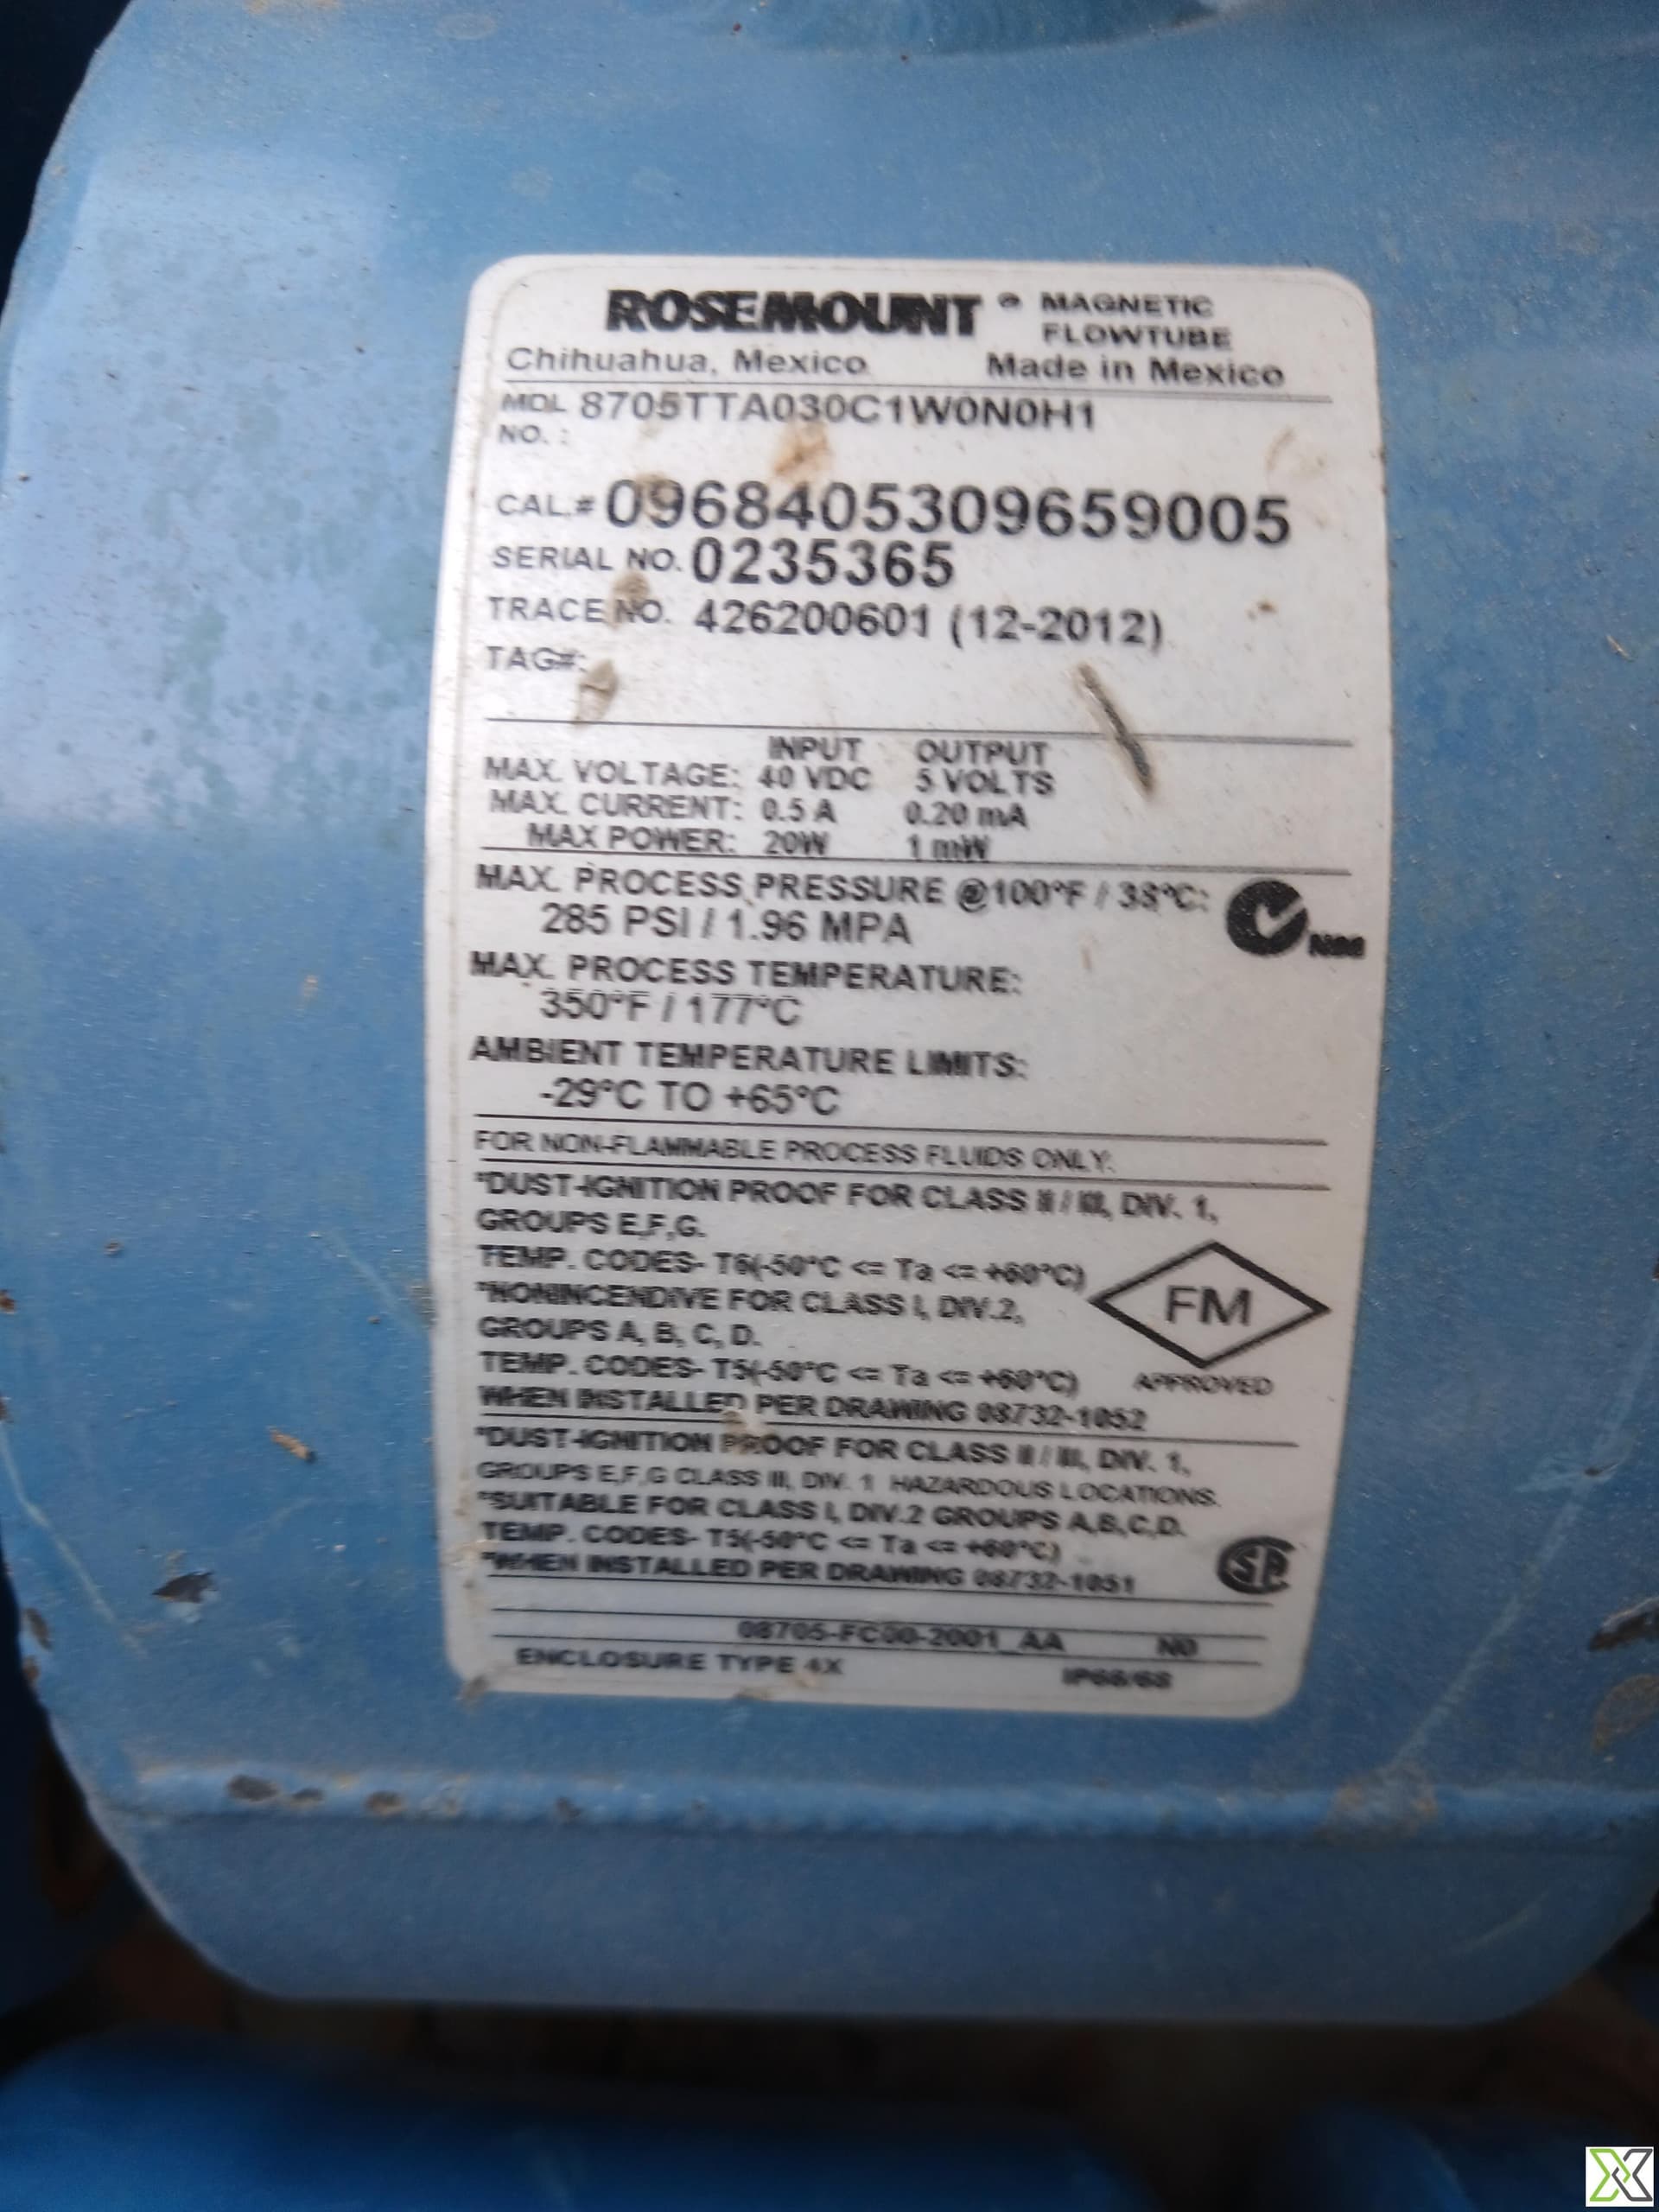 ROSEMOUNT ® MAGNETIC FLOWTUBE
Chihuahua, Mexico Made in Mexico
MDL NO.: 8705TTA030C1W0N0H1
CAL.# 0968405309659005
SERIAL NO. 0235365
TRACE NO. 426200601 (12-2012)
TAG#:
INPUT OUTPUT
MAX. VOLTAGE: 40 VDC 5 VOLTS
MAX. CURRENT: 0.5 A 0.20 mA
MAX POWER: 20W 1 mW
MAX. PROCESS PRESSURE @100°F / 38°C:
285 PSI / 1.96 MPA
MAX. PROCESS TEMPERATURE:
350°F / 177°C
AMBIENT TEMPERATURE LIMITS:
-29°C TO +65°C
FOR NON-FLAMMABLE PROCESS FLUIDS ONLY.
*DUST-IGNITION PROOF FOR CLASS II / III, DIV. 1,
GROUPS E,F,G.
TEMP. CODES- T6(-50°C <= Ta <= +60°C)
*NONINCENDIVE FOR CLASS I, DIV.2,
GROUPS A, B, C, D.
TEMP. CODES- T5(-50°C <= Ta <= +60°C)
WHEN INSTALLED PER DRAWING 08732-1052
FM
APPROVED
*DUST-IGNITION PROOF FOR CLASS II / III, DIV. 1,
GROUPS E,F,G CLASS III, DIV. 1 HAZARDOUS LOCATIONS.
*SUITABLE FOR CLASS I, DIV.2 GROUPS A,B,C,D.
TEMP. CODES- T5(-50°C <= Ta <= +60°C)
*WHEN INSTALLED PER DRAWING 08732-1051
08705-FC00-2001_AA N0
ENCLOSURE TYPE 4X